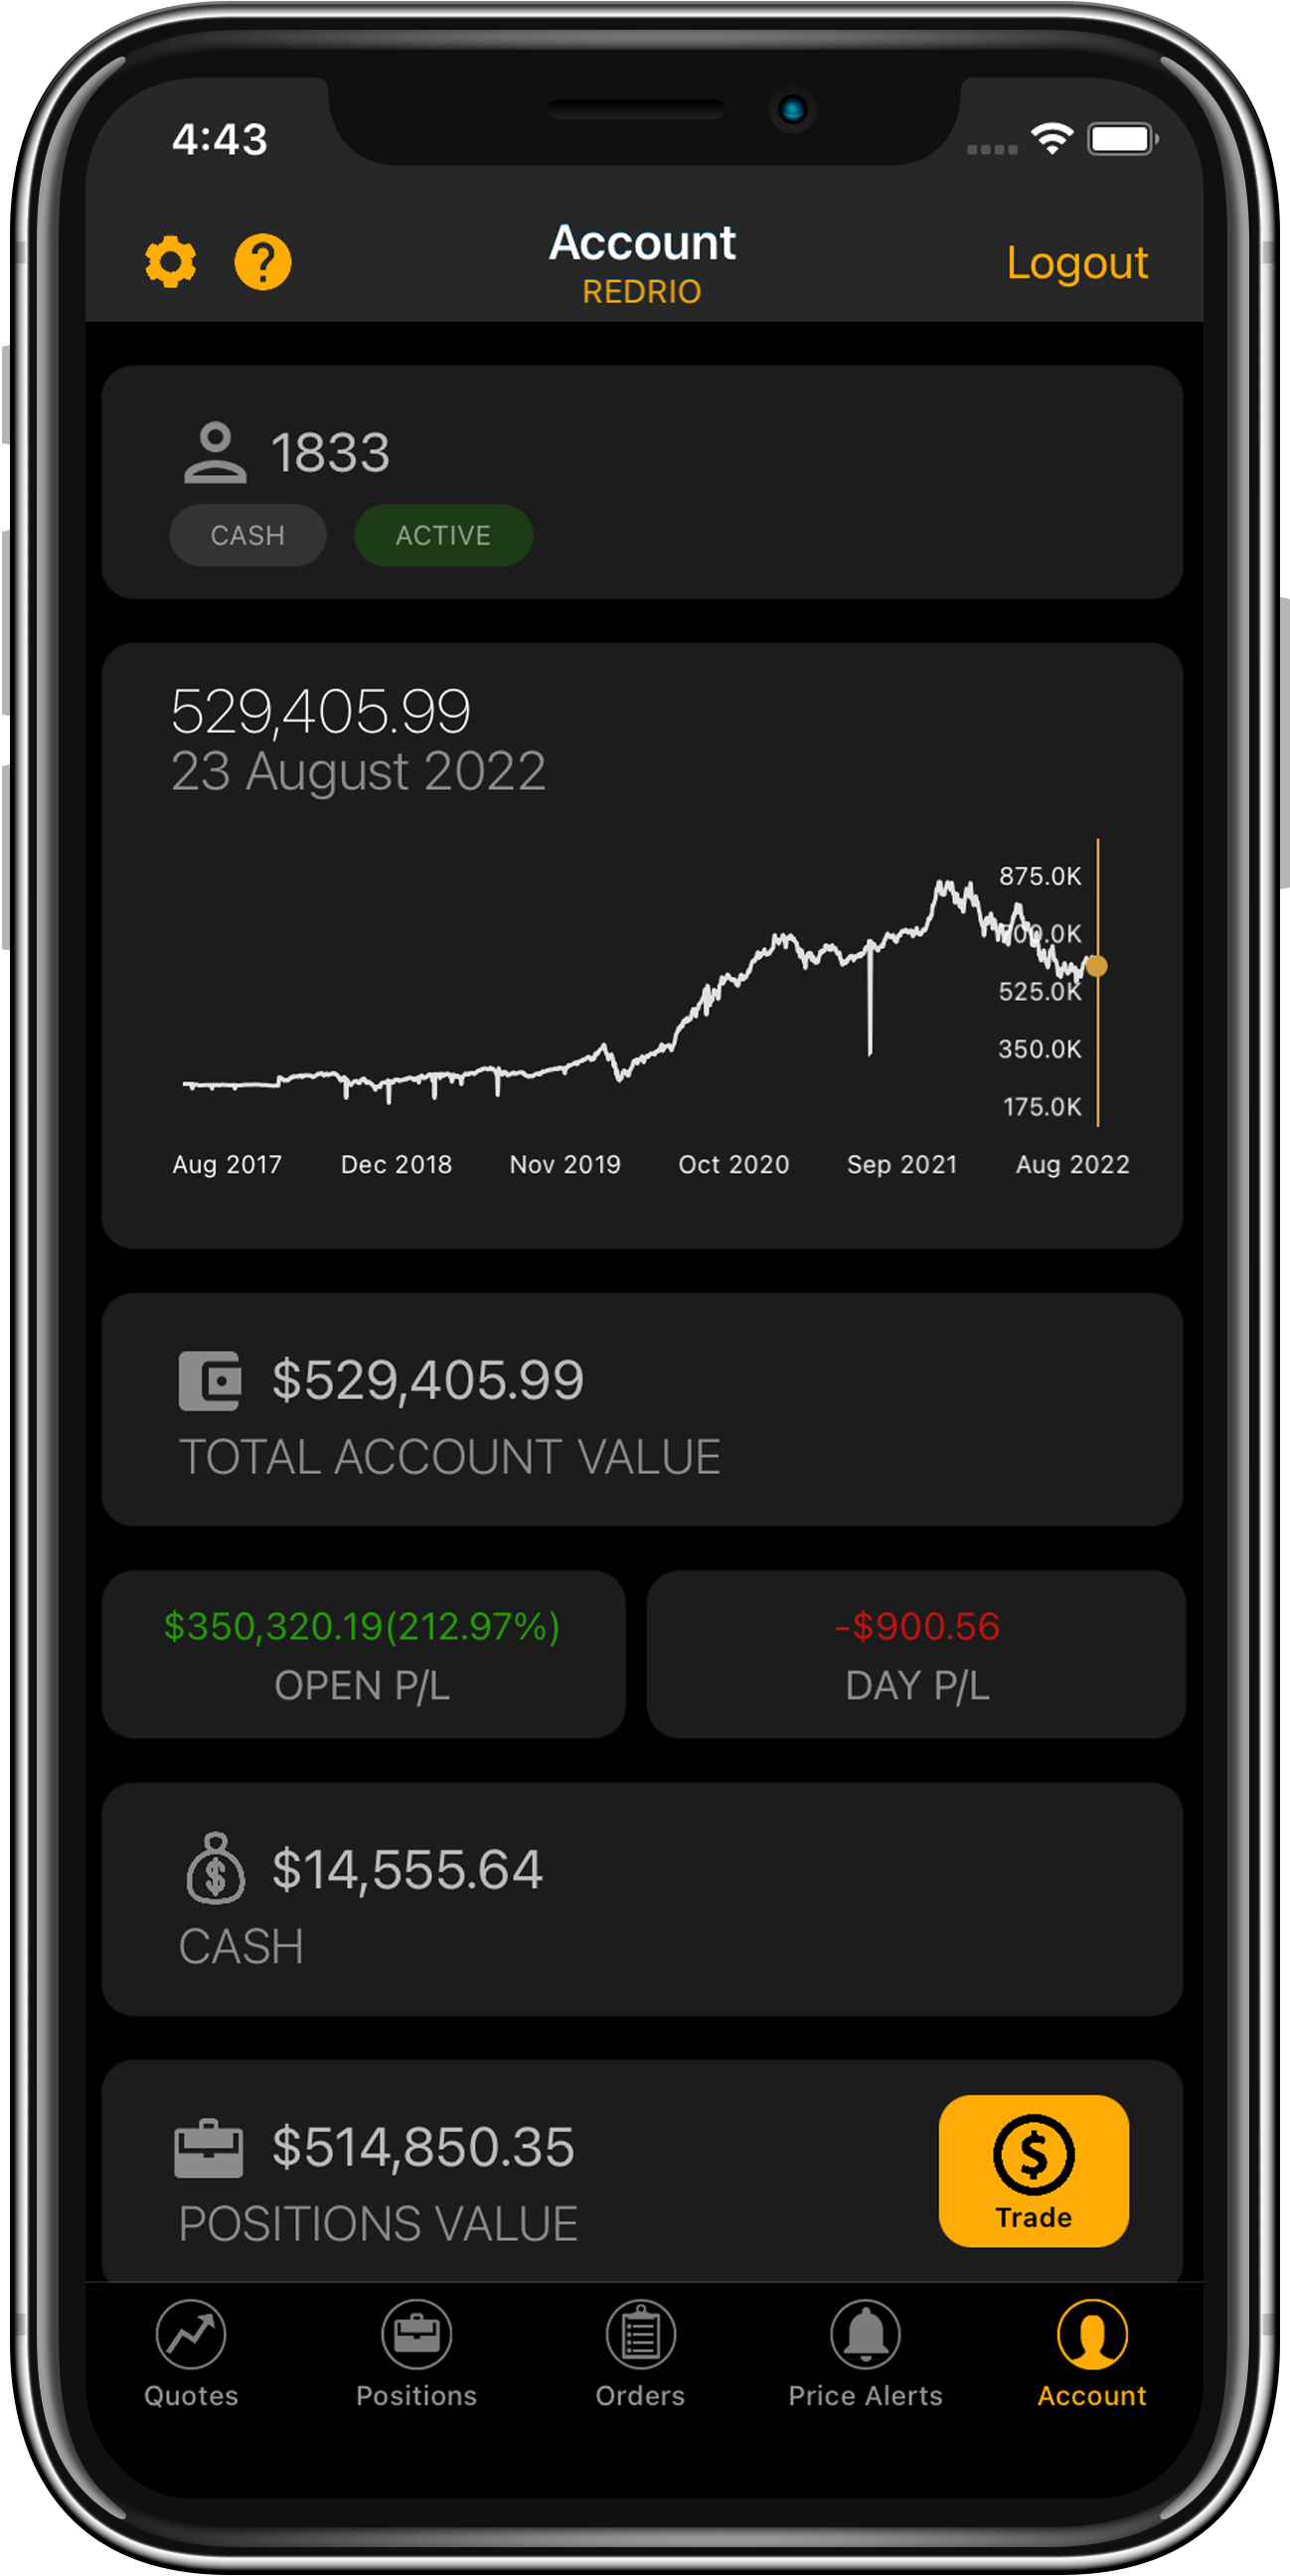 4:43
Account
REDRIO
Logout
1833
CASH
ACTIVE
529,405.99
23 August 2022
875.0K
700.0K
525.0K
350.0K
175.0K
Aug 2017
Dec 2018
Nov 2019
Oct 2020
Sep 2021
Aug 2022
$529,405.99
TOTAL ACCOUNT VALUE
$350,320.19(212.97%)
OPEN P/L
-$900.56
DAY P/L
$14,555.64
CASH
$514,850.35
POSITIONS VALUE
Trade
Quotes
Positions
Orders
Price Alerts
Account